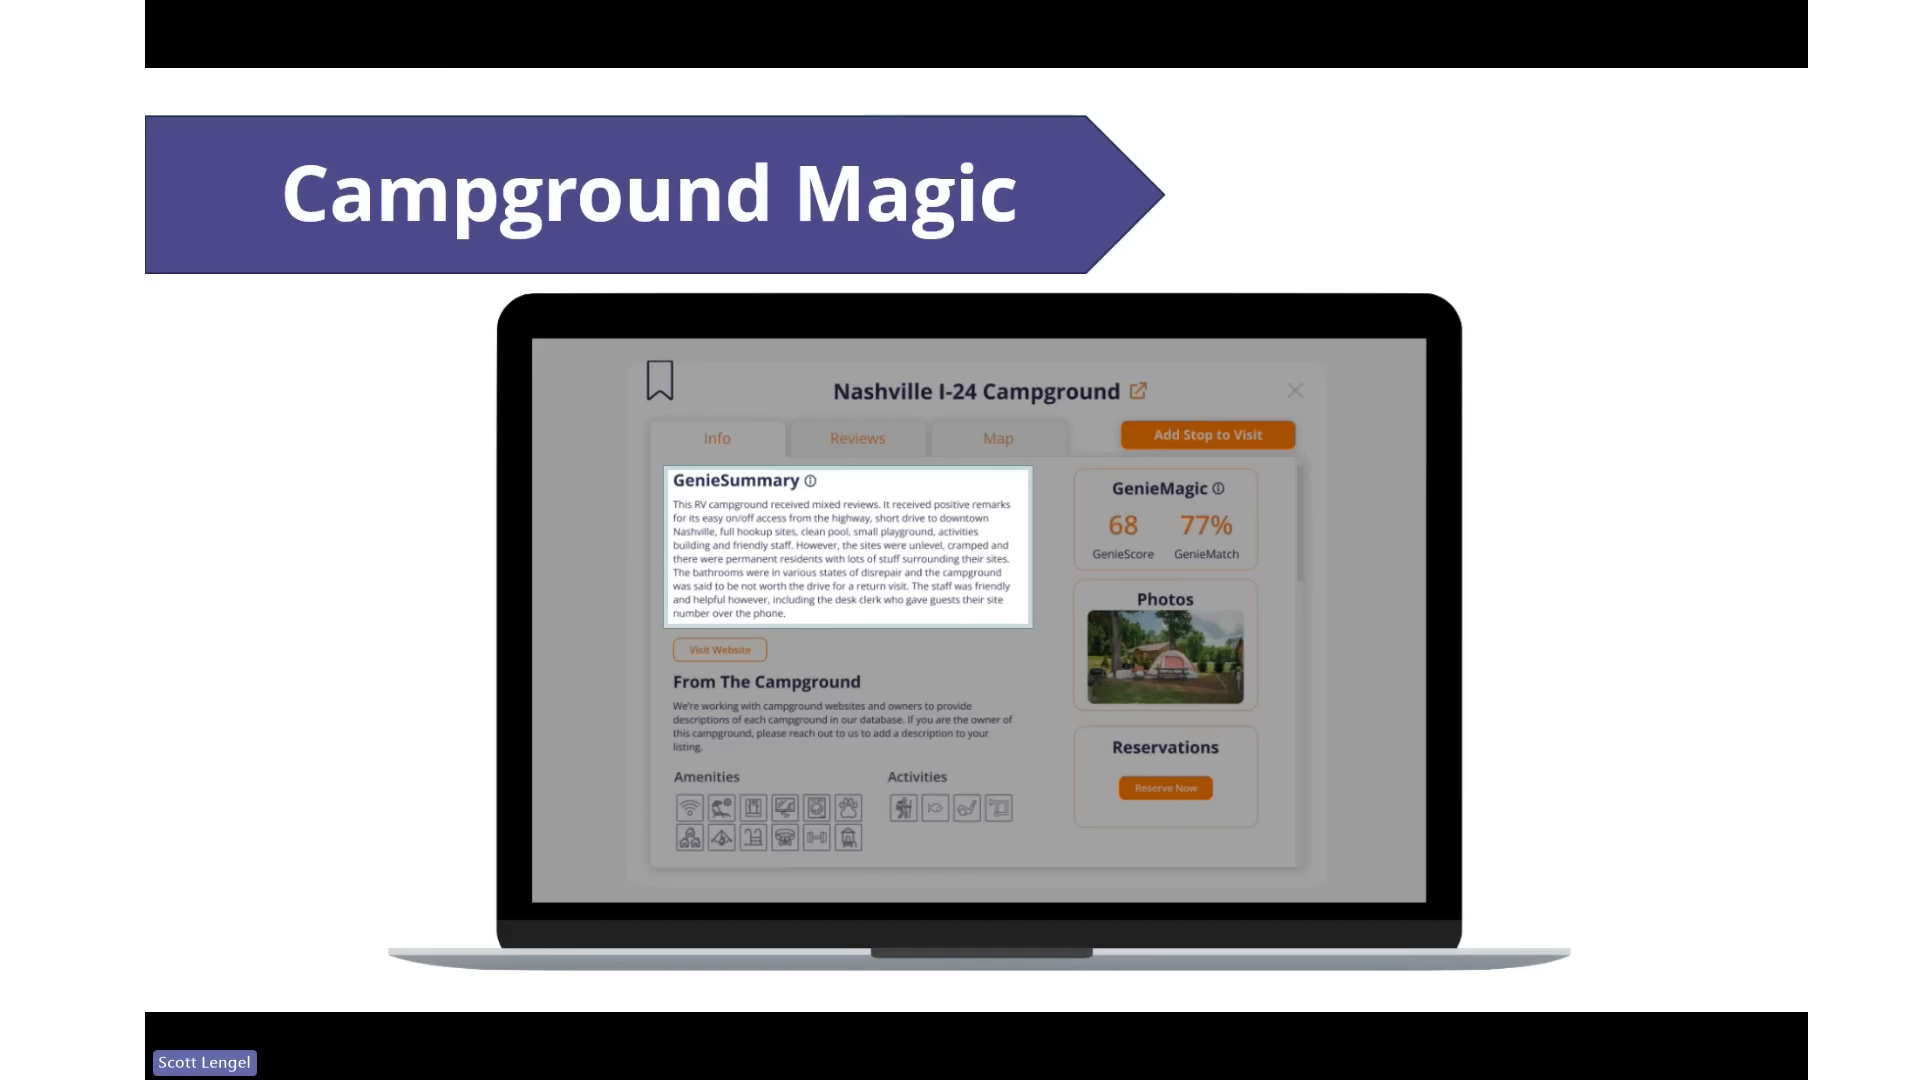 Campground Magic
Nashville I-24 Campground
Info
Reviews
Map
Add Stop to Visit
GenieSummary
This RV campground received mixed reviews. It received positive remarks
for its easy on/off access from the highway, short drive to downtown
Nashville, full hookup sites, clean pool, small playground, activities
building and friendly staff. However, the sites were unlevel, cramped and
there were permanent residents with lots of stuff surrounding their sites.
The bathrooms were in various states of disrepair and the campground
was said to be not worth the drive for a return visit. The staff was friendly
and helpful however, including the desk clerk who gave guests their site
number over the phone.
Visit Website
From The Campground
We're working with campground websites and owners to provide
descriptions of each campground in our database. If you are the owner of
this campground, please reach out to us to add a description to your
listing.
Amenities
Activities
GenieMagic
68
77%
GenieScore
GenieMatch
Photos
Reservations
Reserve Now
Scott Lengel